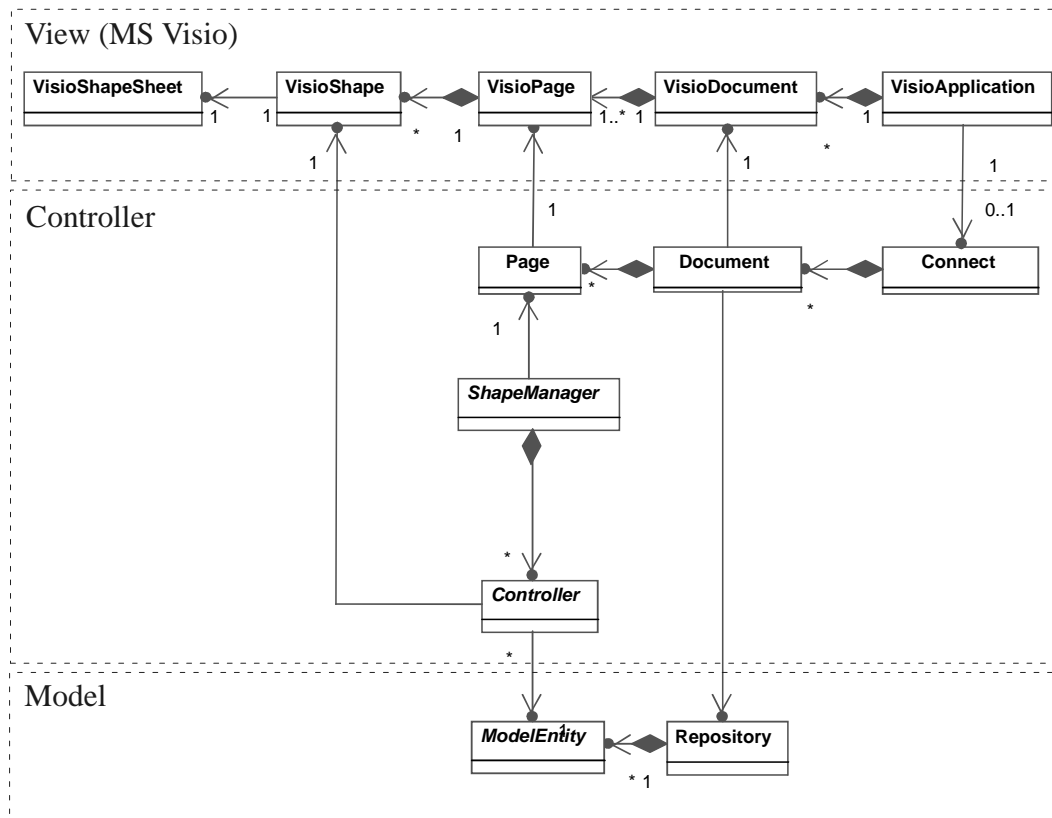 View (MS Visio)
VisioShapeSheet
VisioShape
VisioPage
VisioDocument
VisioApplication
1
1
*
1
1..*
1
*
1
1
1
1
1
0..1
Controller
Page
Document
Connect
*
*
1
ShapeManager
*
Controller
*
Model
ModelEntity
1
Repository
*
1